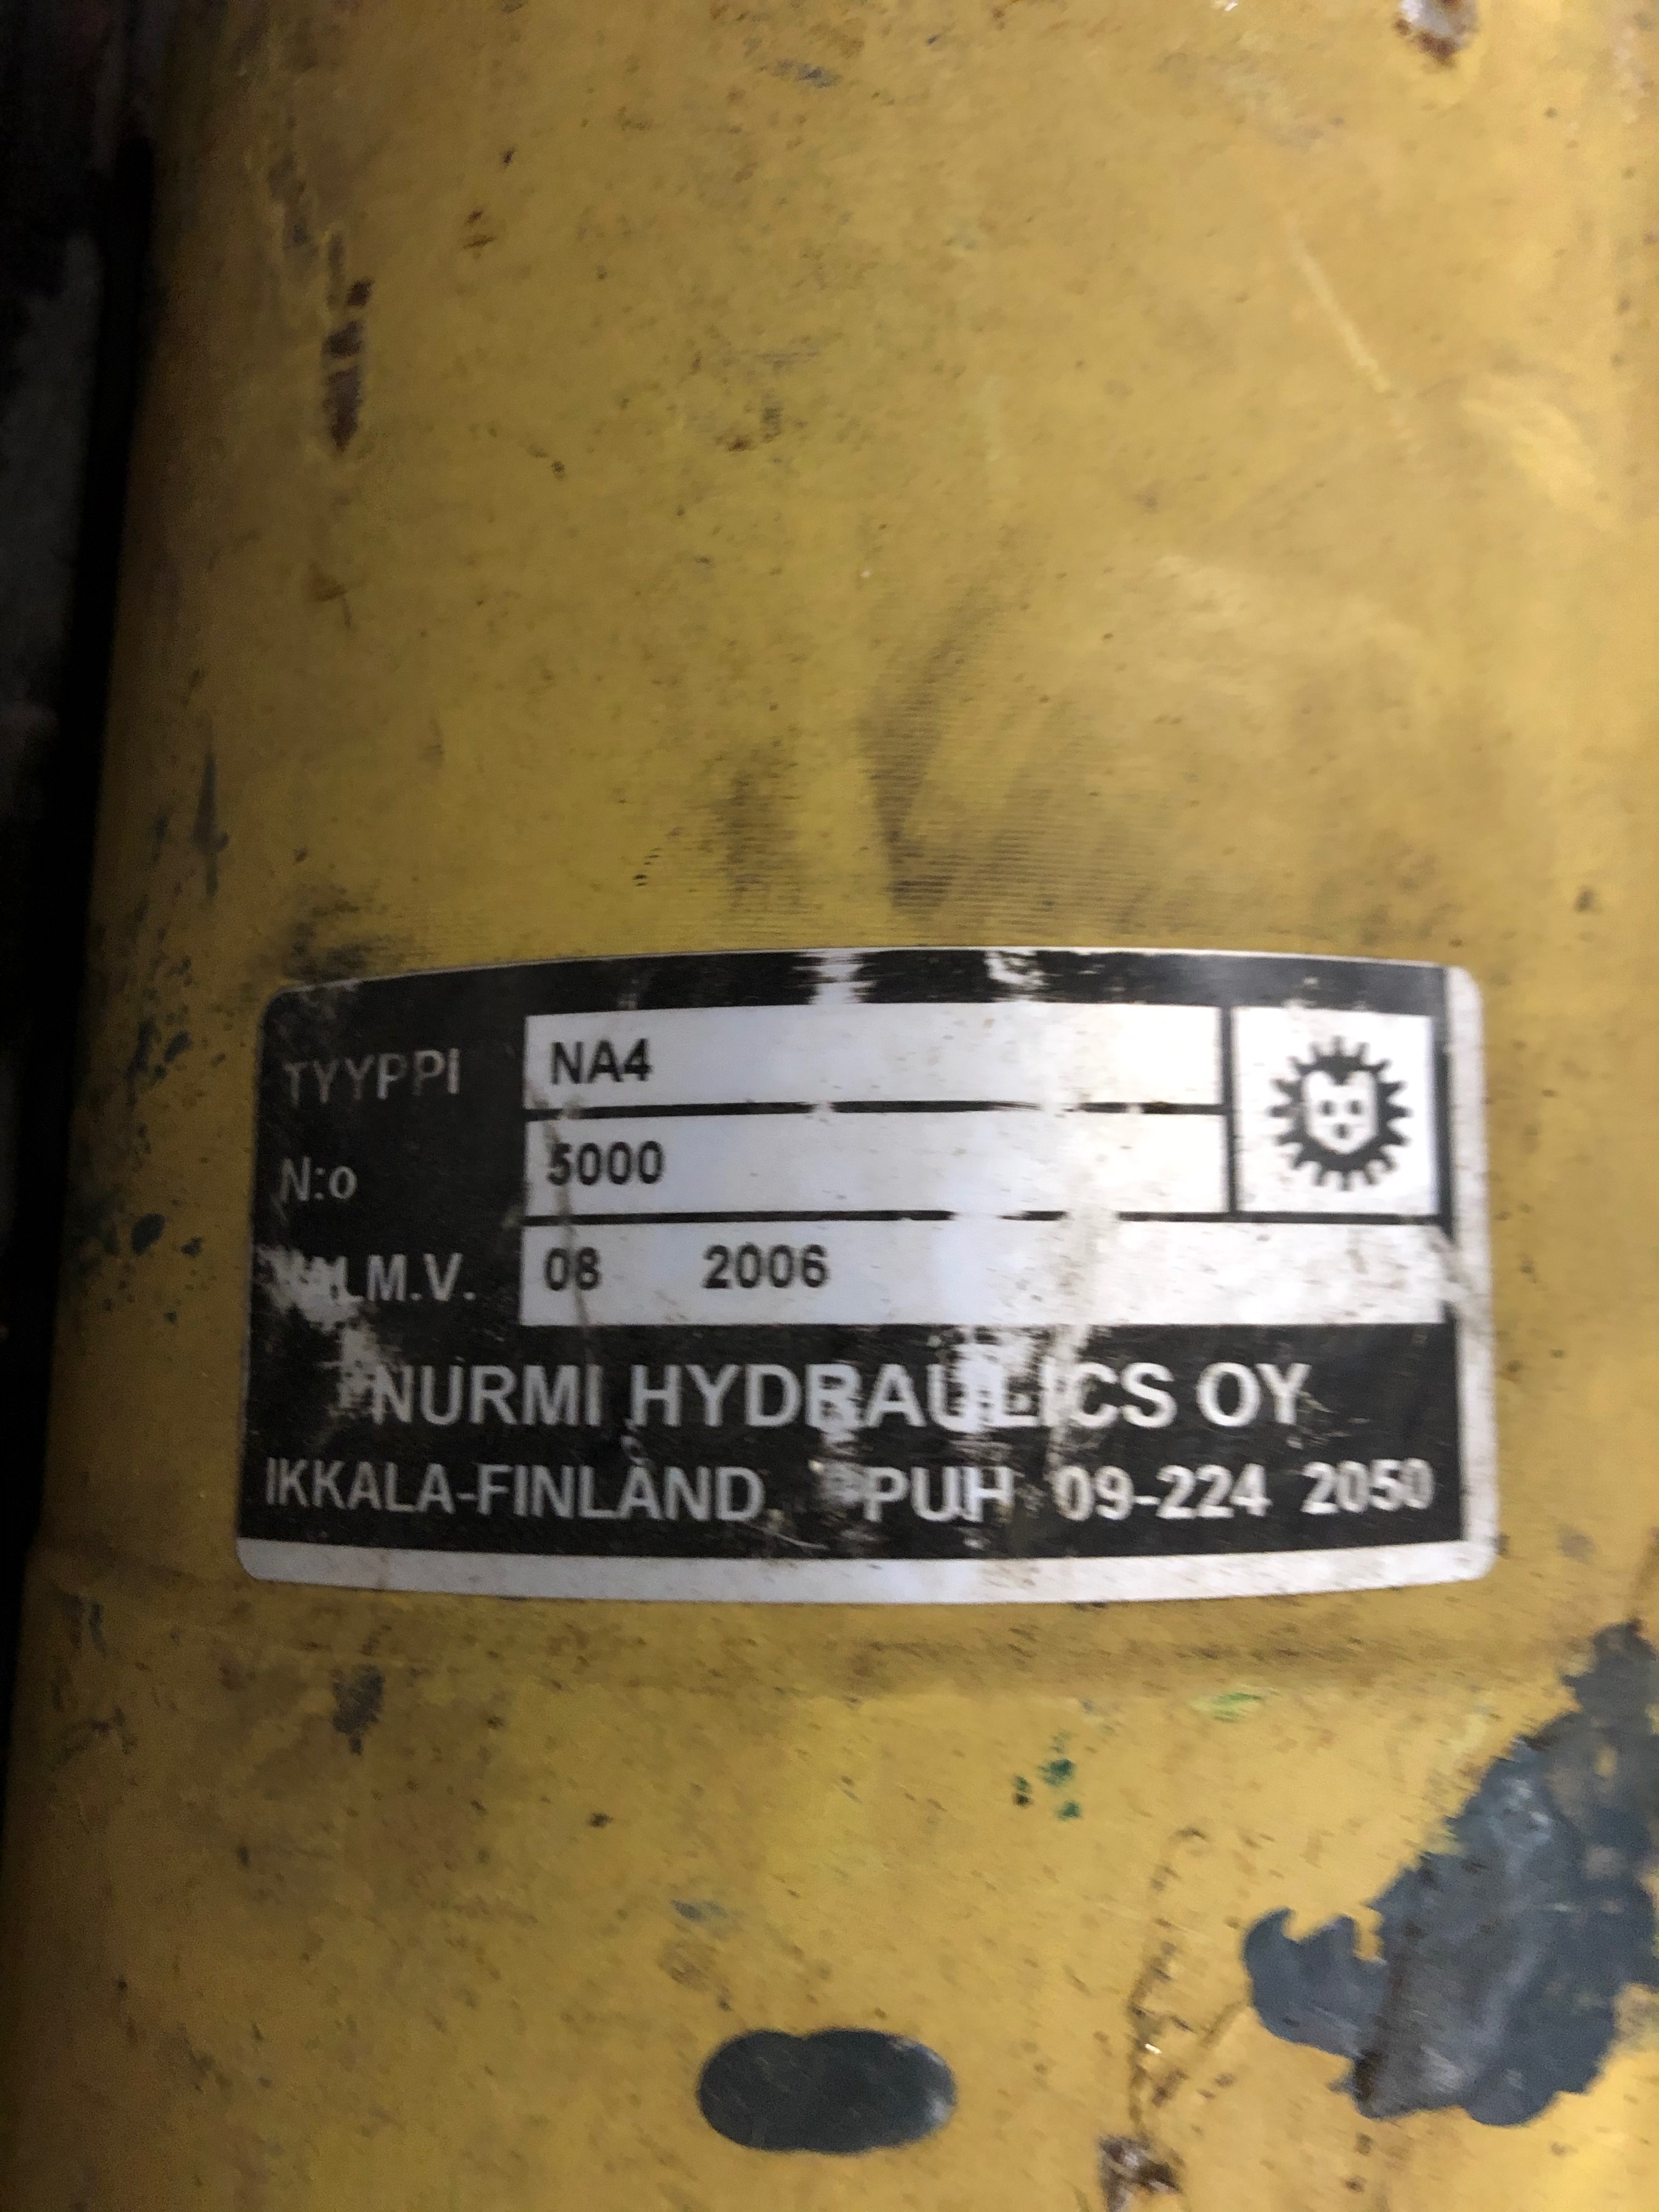 TYYPPI NA4
N:o 5000
08 2006
NURMI HYDRAULICS OY
IKKALA-FINLAND PUH 09-224 2050